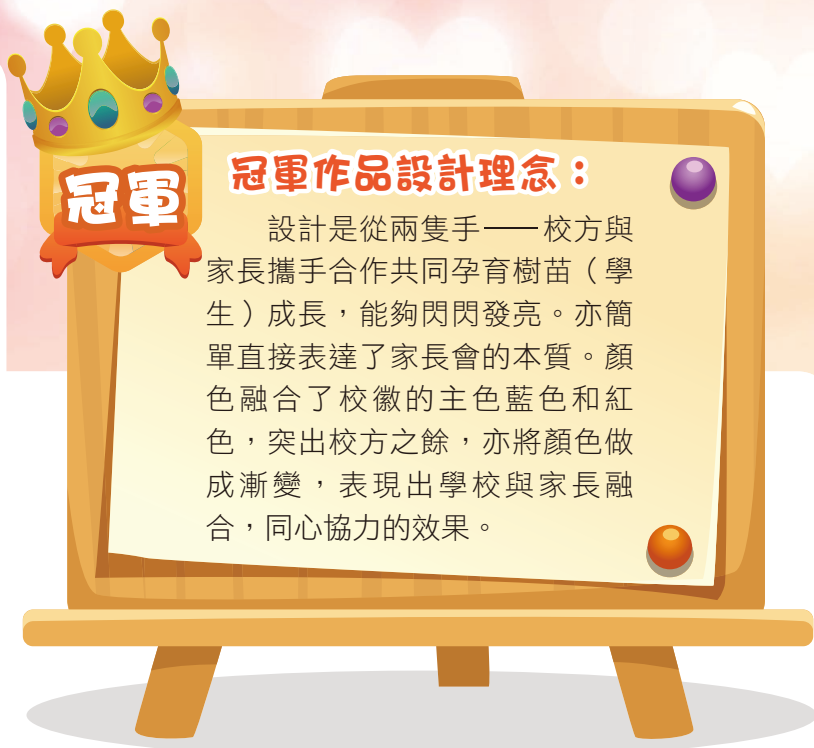 冠軍
冠軍作品設計理念：
設計是從兩隻手——校方與
家長攜手合作共同孕育樹苗（學
生）成長，能夠閃閃發亮。亦簡
單直接表達了家長會的本質。顏
色融合了校徽的主色藍色和紅
色，突出校方之餘，亦將顏色做
成漸變，表現出學校與家長融
合，同心協力的效果。